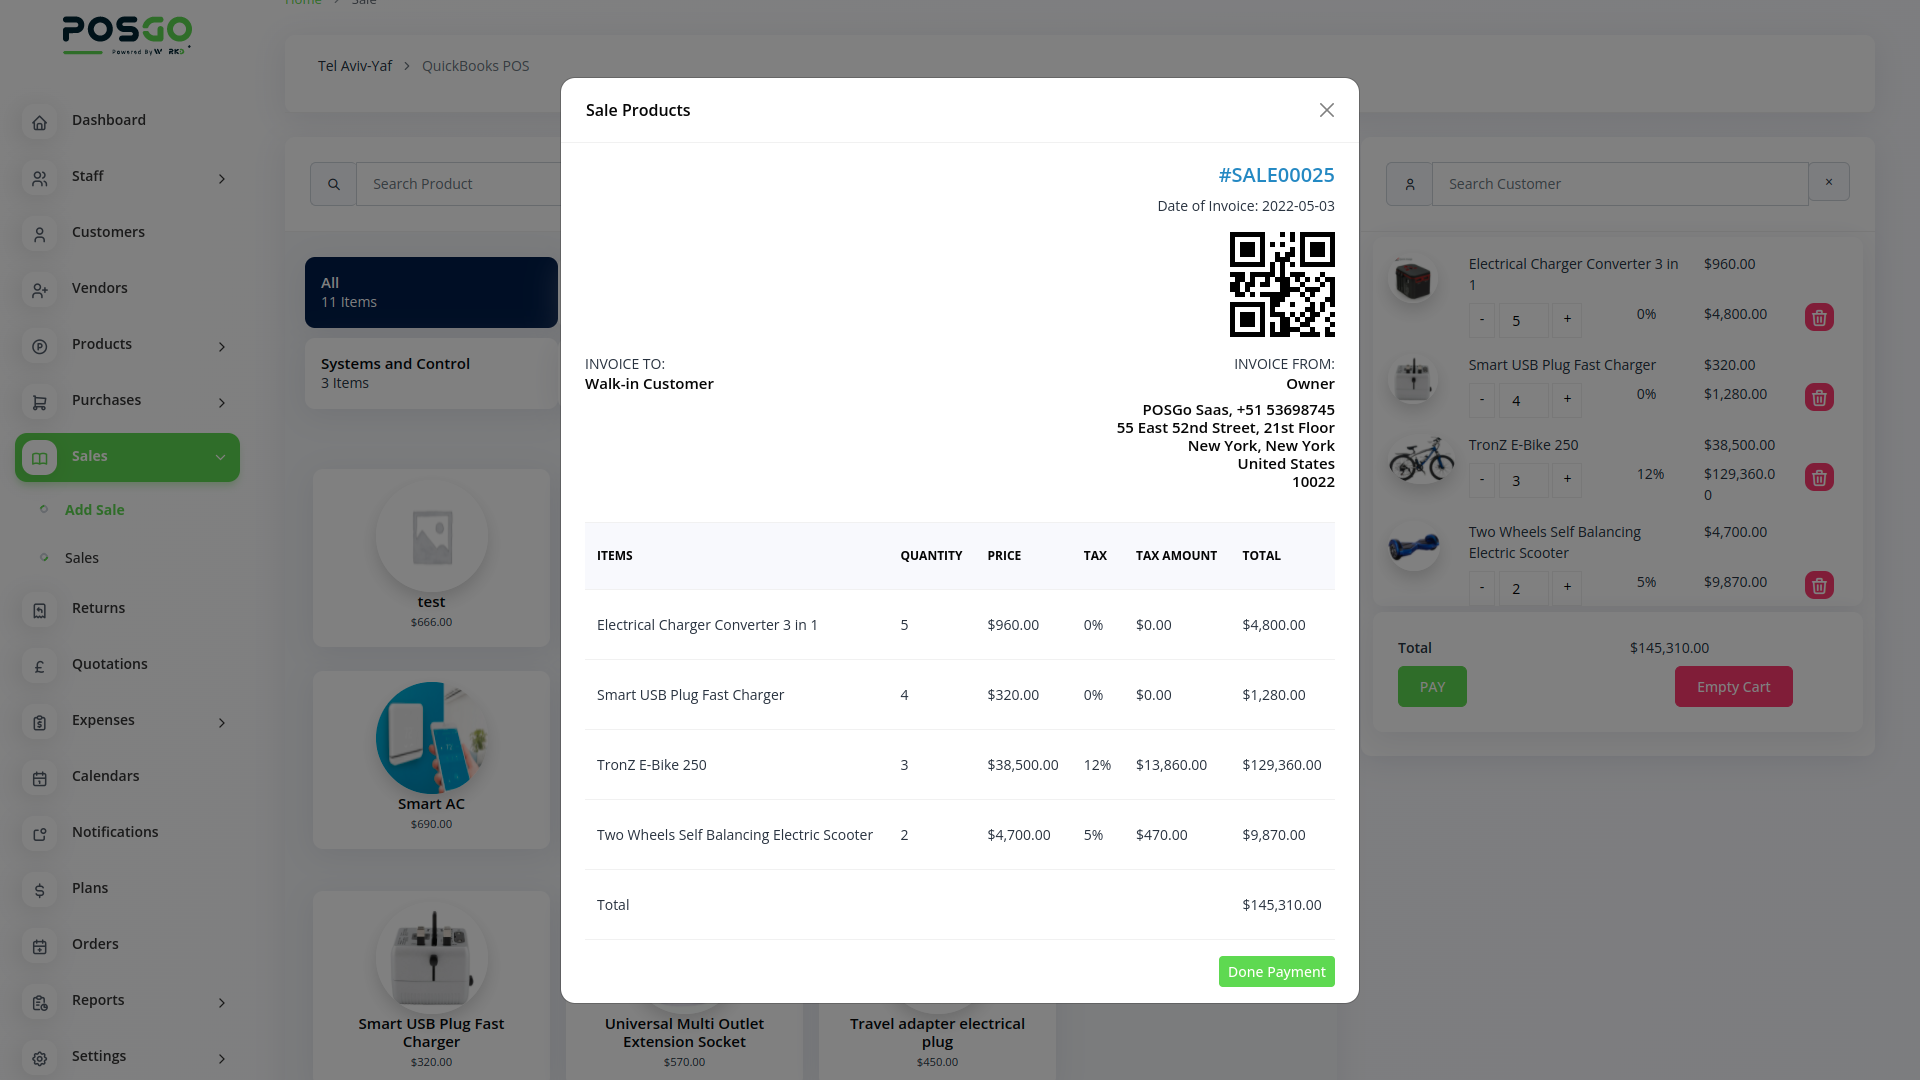 Home > Sale
POSGO
Powered By
Tel Aviv-Yaf > QuickBooks POS
Dashboard
Staff
Customers
Vendors
Products
Purchases
Sales
Add Sale
Sales
Returns
Quotations
Expenses
Calendars
Notifications
Plans
Orders
Reports
Settings
Search Product
All
11 Items
Systems and Control
3 Items
test
$666.00
Smart AC
$690.00
Smart USB Plug Fast
Charger
$320.00
Universal Multi Outlet
Extension Socket
$570.00
Travel adapter electrical
plug
$450.00
Sale Products
#SALE00025
Date of Invoice: 2022-05-03
INVOICE TO:
Walk-in Customer
INVOICE FROM:
Owner
POSGo Saas, +51 53698745
55 East 52nd Street, 21st Floor
New York, New York
United States
10022
ITEMS QUANTITY PRICE TAX TAX AMOUNT TOTAL
Electrical Charger Converter 3 in 1 5 $960.00 0% $0.00 $4,800.00
Smart USB Plug Fast Charger 4 $320.00 0% $0.00 $1,280.00
TronZ E-Bike 250 3 $38,500.00 12% $13,860.00 $129,360.00
Two Wheels Self Balancing Electric Scooter 2 $4,700.00 5% $470.00 $9,870.00
Total $145,310.00
Done Payment
Search Customer ×
Electrical Charger Converter 3 in $960.00
1
- 5 + 0% $4,800.00
Smart USB Plug Fast Charger $320.00
- 4 + 0% $1,280.00
TronZ E-Bike 250 $38,500.00
- 3 + 12% $129,360.0
0
Two Wheels Self Balancing $4,700.00
Electric Scooter
- 2 + 5% $9,870.00
Total $145,310.00
PAY Empty Cart